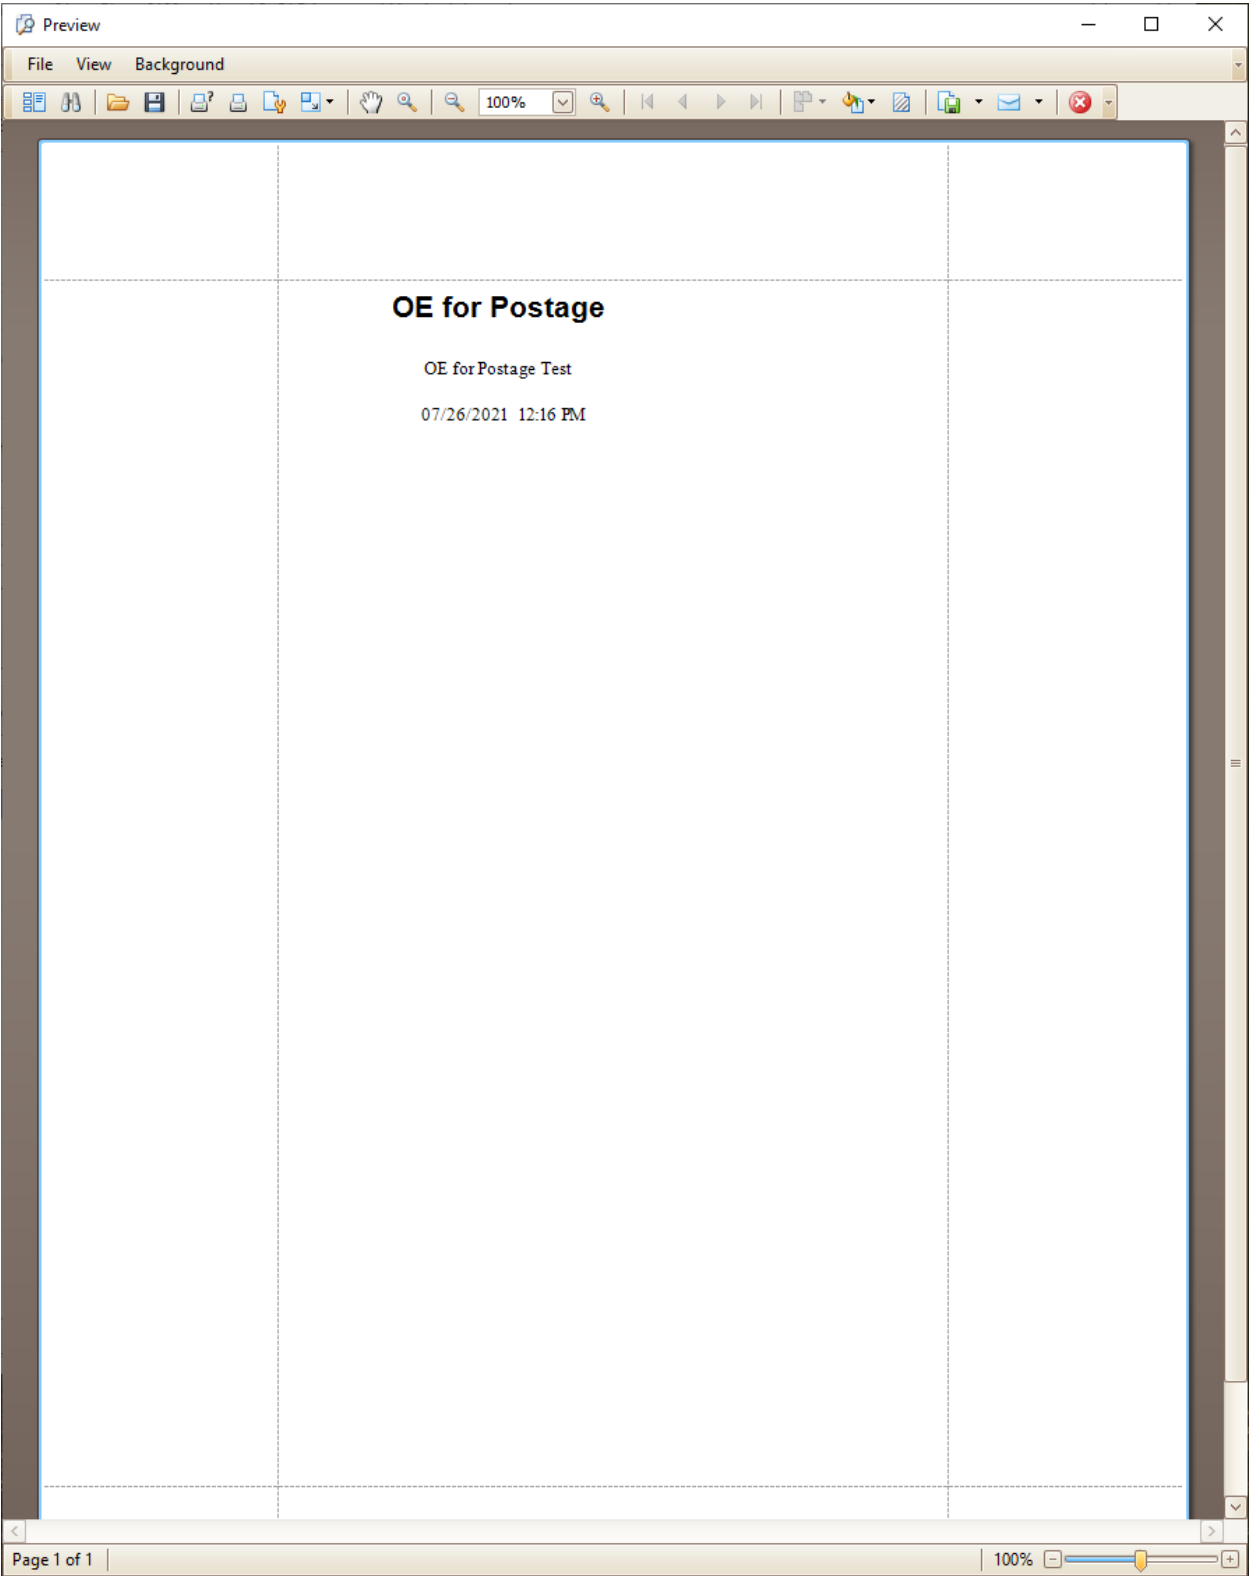 Preview
File View Background
100%
OE for Postage
OE for Postage Test
07/26/2021 12:16 PM
Page 1 of 1 100%